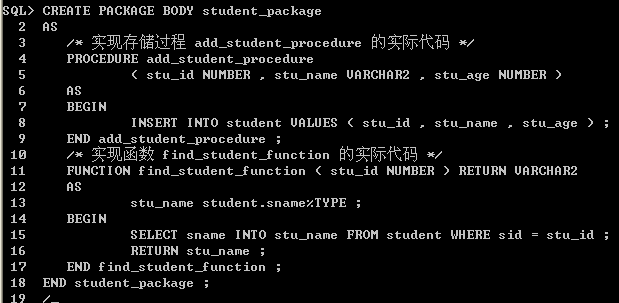 SQL> CREATE PACKAGE BODY student_package
2 AS
3 /* 实现存储过程 add_student_procedure 的实际代码 */
4 PROCEDURE add_student_procedure
5 ( stu_id NUMBER , stu_name VARCHAR2 , stu_age NUMBER )
6 AS
7 BEGIN
8 INSERT INTO student VALUES ( stu_id , stu_name , stu_age ) ;
9 END add_student_procedure ;
10 /* 实现函数 find_student_function 的实际代码 */
11 FUNCTION find_student_function ( stu_id NUMBER ) RETURN VARCHAR2
12 AS
13 stu_name student.sname%TYPE ;
14 BEGIN
15 SELECT sname INTO stu_name FROM student WHERE sid = stu_id ;
16 RETURN stu_name ;
17 END find_student_function ;
18 END student_package ;
19 /_